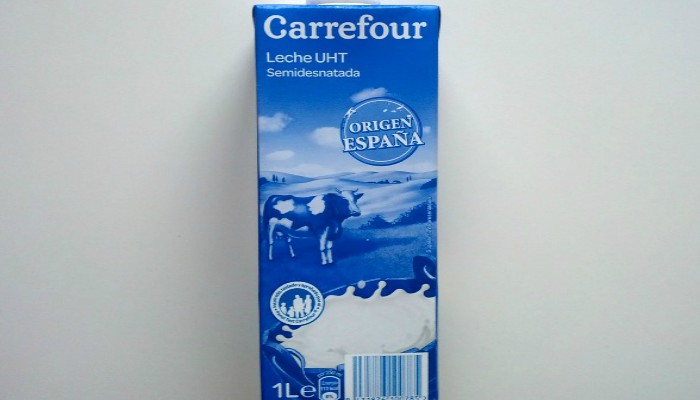 Carrefour
Leche UHT
Semidesnatada
ORIGEN
ESPAÑA
1L e